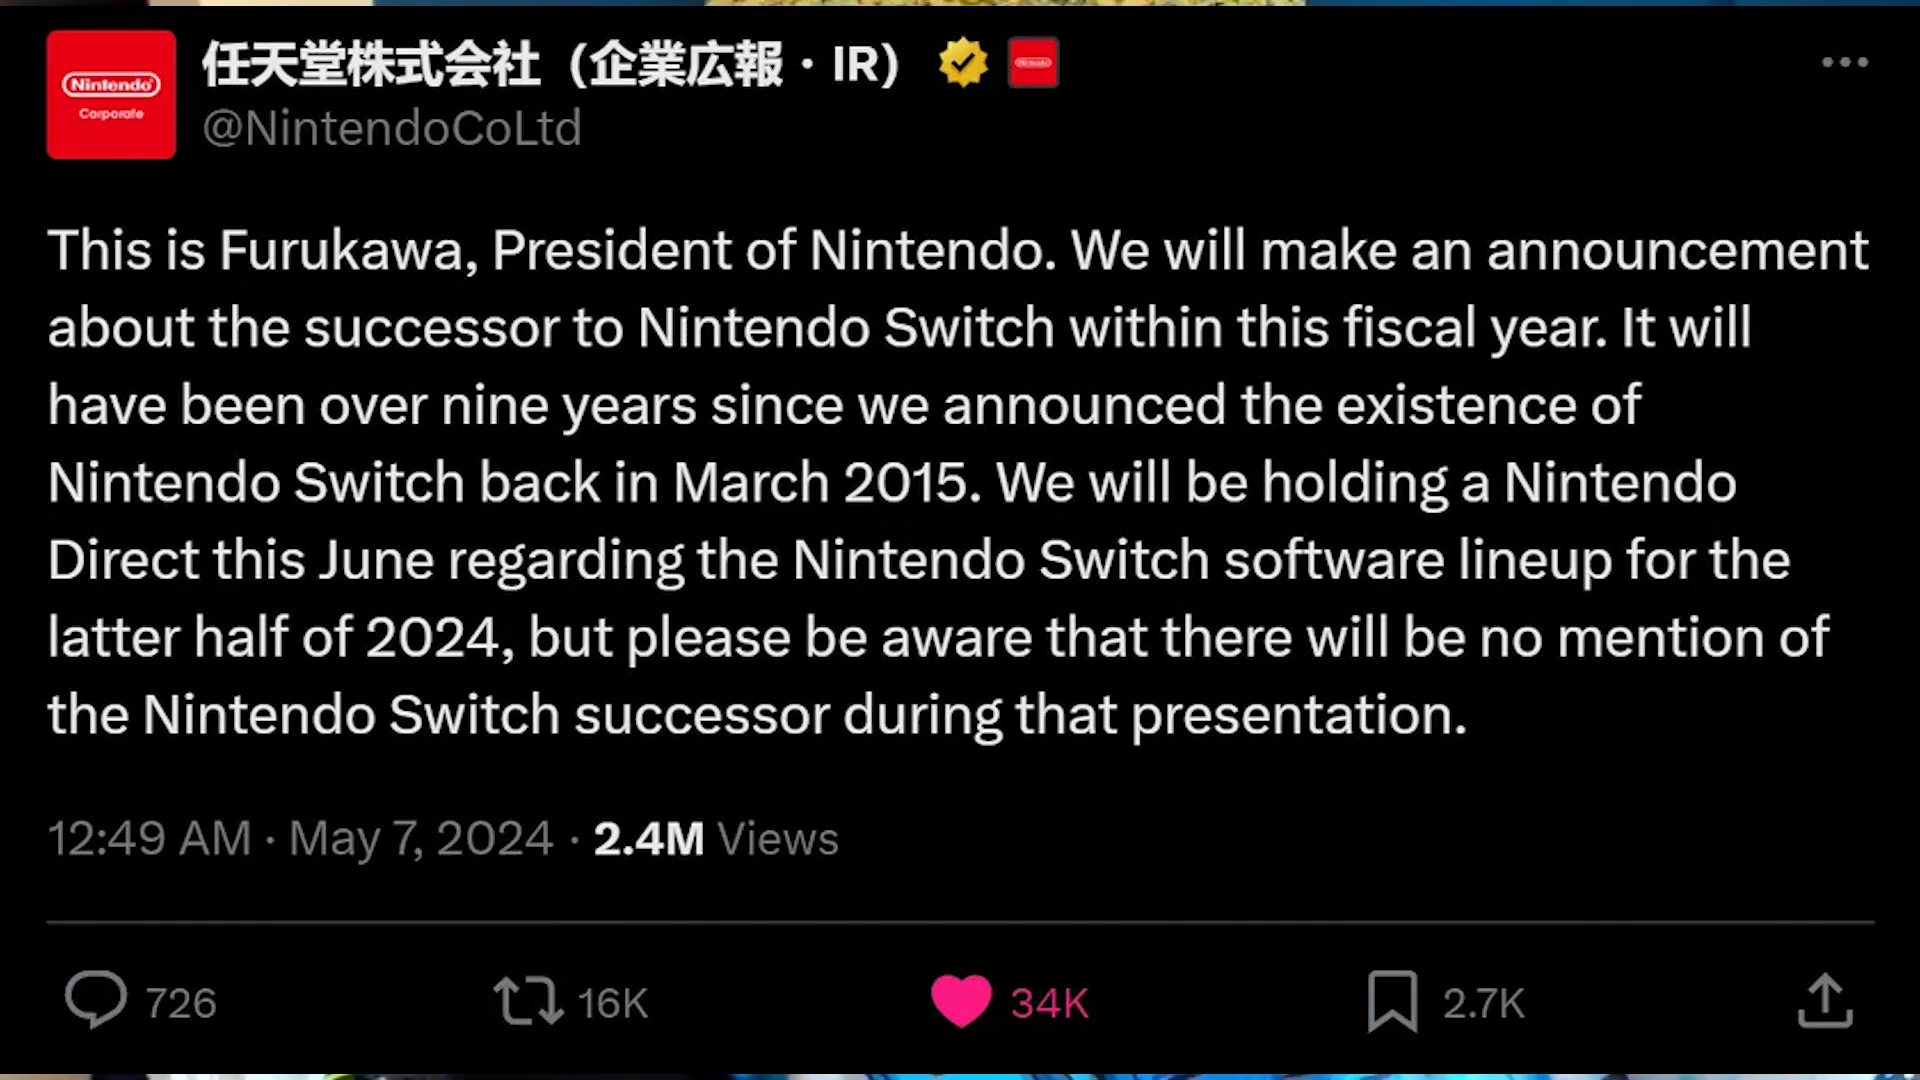 Nintendo
Corporate
任天堂株式会社（企業広報・IR）
Nintendo
@NintendoCoLtd
This is Furukawa, President of Nintendo. We will make an announcement
about the successor to Nintendo Switch within this fiscal year. It will
have been over nine years since we announced the existence of
Nintendo Switch back in March 2015. We will be holding a Nintendo
Direct this June regarding the Nintendo Switch software lineup for the
latter half of 2024, but please be aware that there will be no mention of
the Nintendo Switch successor during that presentation.
12:49 AM · May 7, 2024 · 2.4M Views
726 16K 34K 2.7K